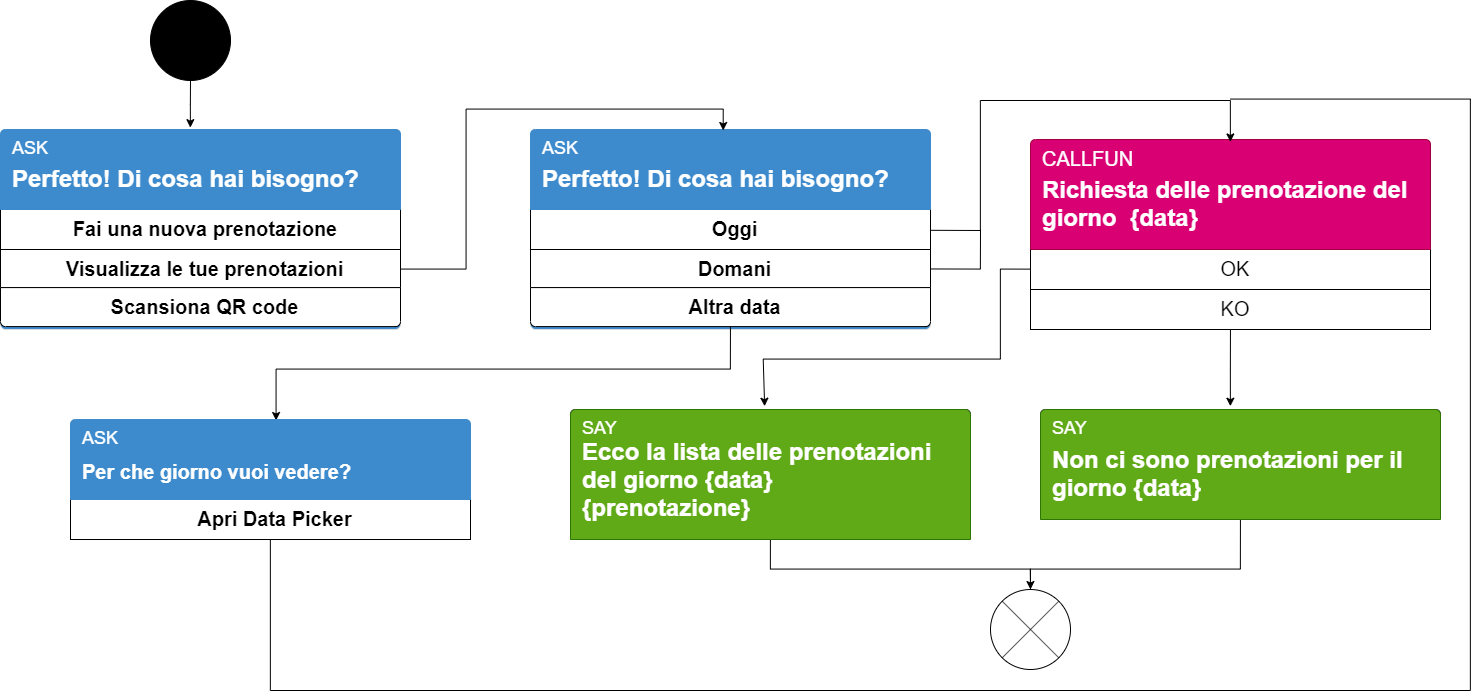 ASK
Perfetto! Di cosa hai bisogno?
Fai una nuova prenotazione
Visualizza le tue prenotazioni
Scansiona QR code
ASK
Perfetto! Di cosa hai bisogno?
Oggi
Domani
Altra data
CALLFUN
Richiesta delle prenotazione del
giorno {data}
OK
KO
ASK
Per che giorno vuoi vedere?
Apri Data Picker
SAY
Ecco la lista delle prenotazioni
del giorno {data}
{prenotazione}
SAY
Non ci sono prenotazioni per il
giorno {data}